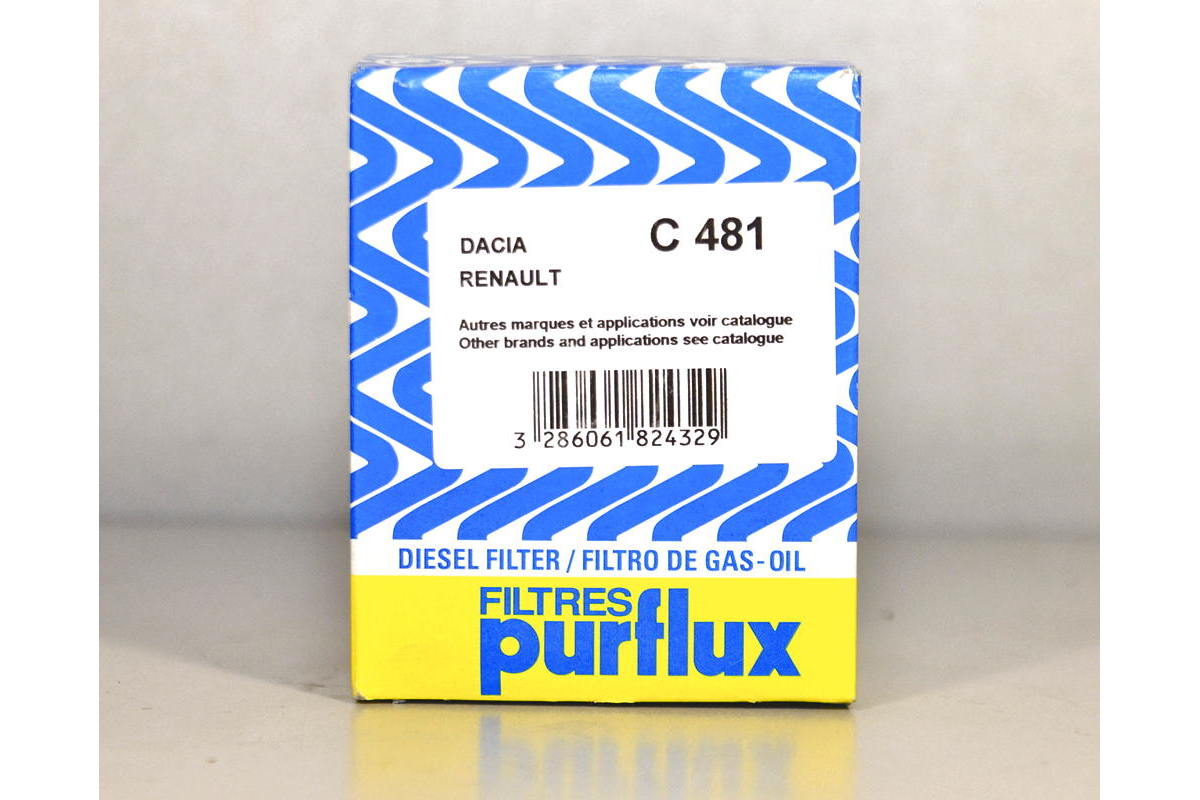 DACIA
C 481
RENAULT
Autres marques et applications voir catalogue
Other brands and applications see catalogue
3 286061 824329
DIESEL FILTER / FILTRO DE GAS-OIL
FILTRES
purflux